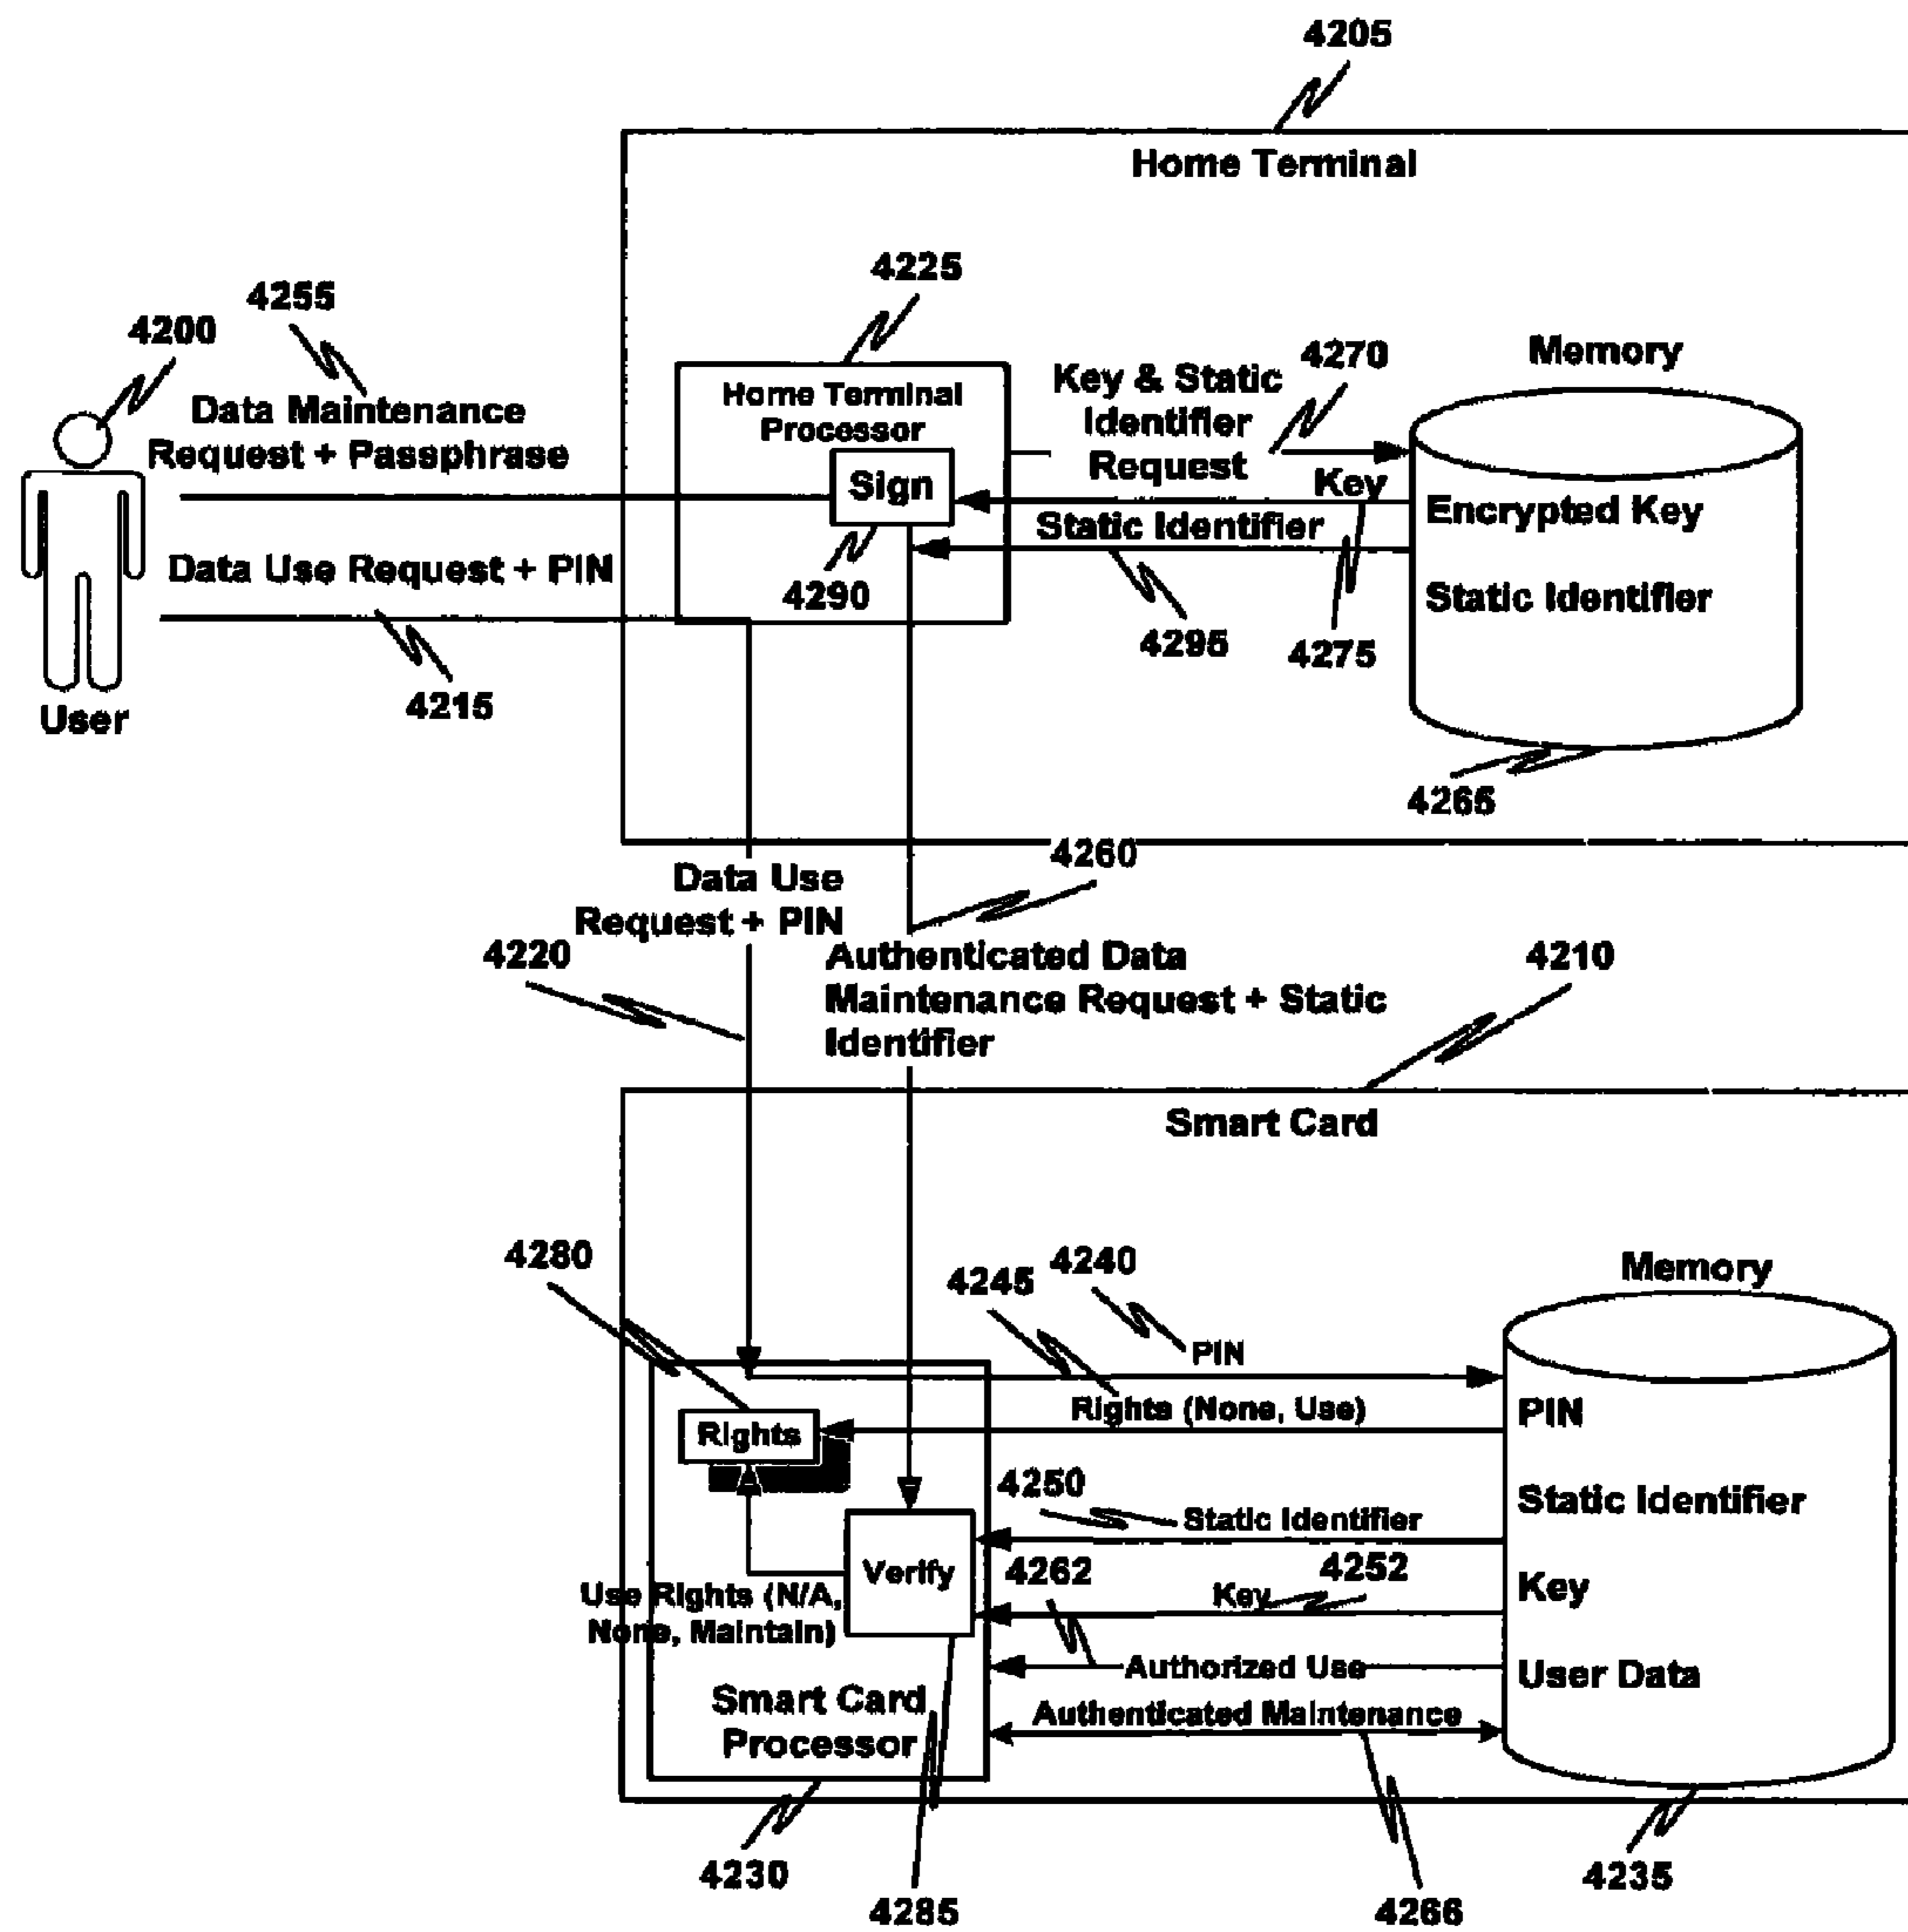 4205
Home Terminal
4225
4255
4200
Data Maintenance
Request + Passphrase
Home Terminal
Processor
Sign
Key & Static
Identifier
Request
4270
Memory
Key
Encrypted Key
Static Identifier
Static Identifier
Data Use Request + PIN
4290
4295
4275
4215
User
4265
4260
Data Use
Request + PIN
4220
Authenticated Data
Maintenance Request + Static
Identifier
4210
Smart Card
4280
4245
4240
Memory
PIN
Rights (None, Use)
PIN
Rights
4250
Static Identifier
Static Identifier
Verify
4262
4252
Key
Key
Use Rights (N/A,
None, Maintain)
Authorized Use
User Data
Smart Card
Processor
Authenticated Maintenance
4230
4285
4266
4235